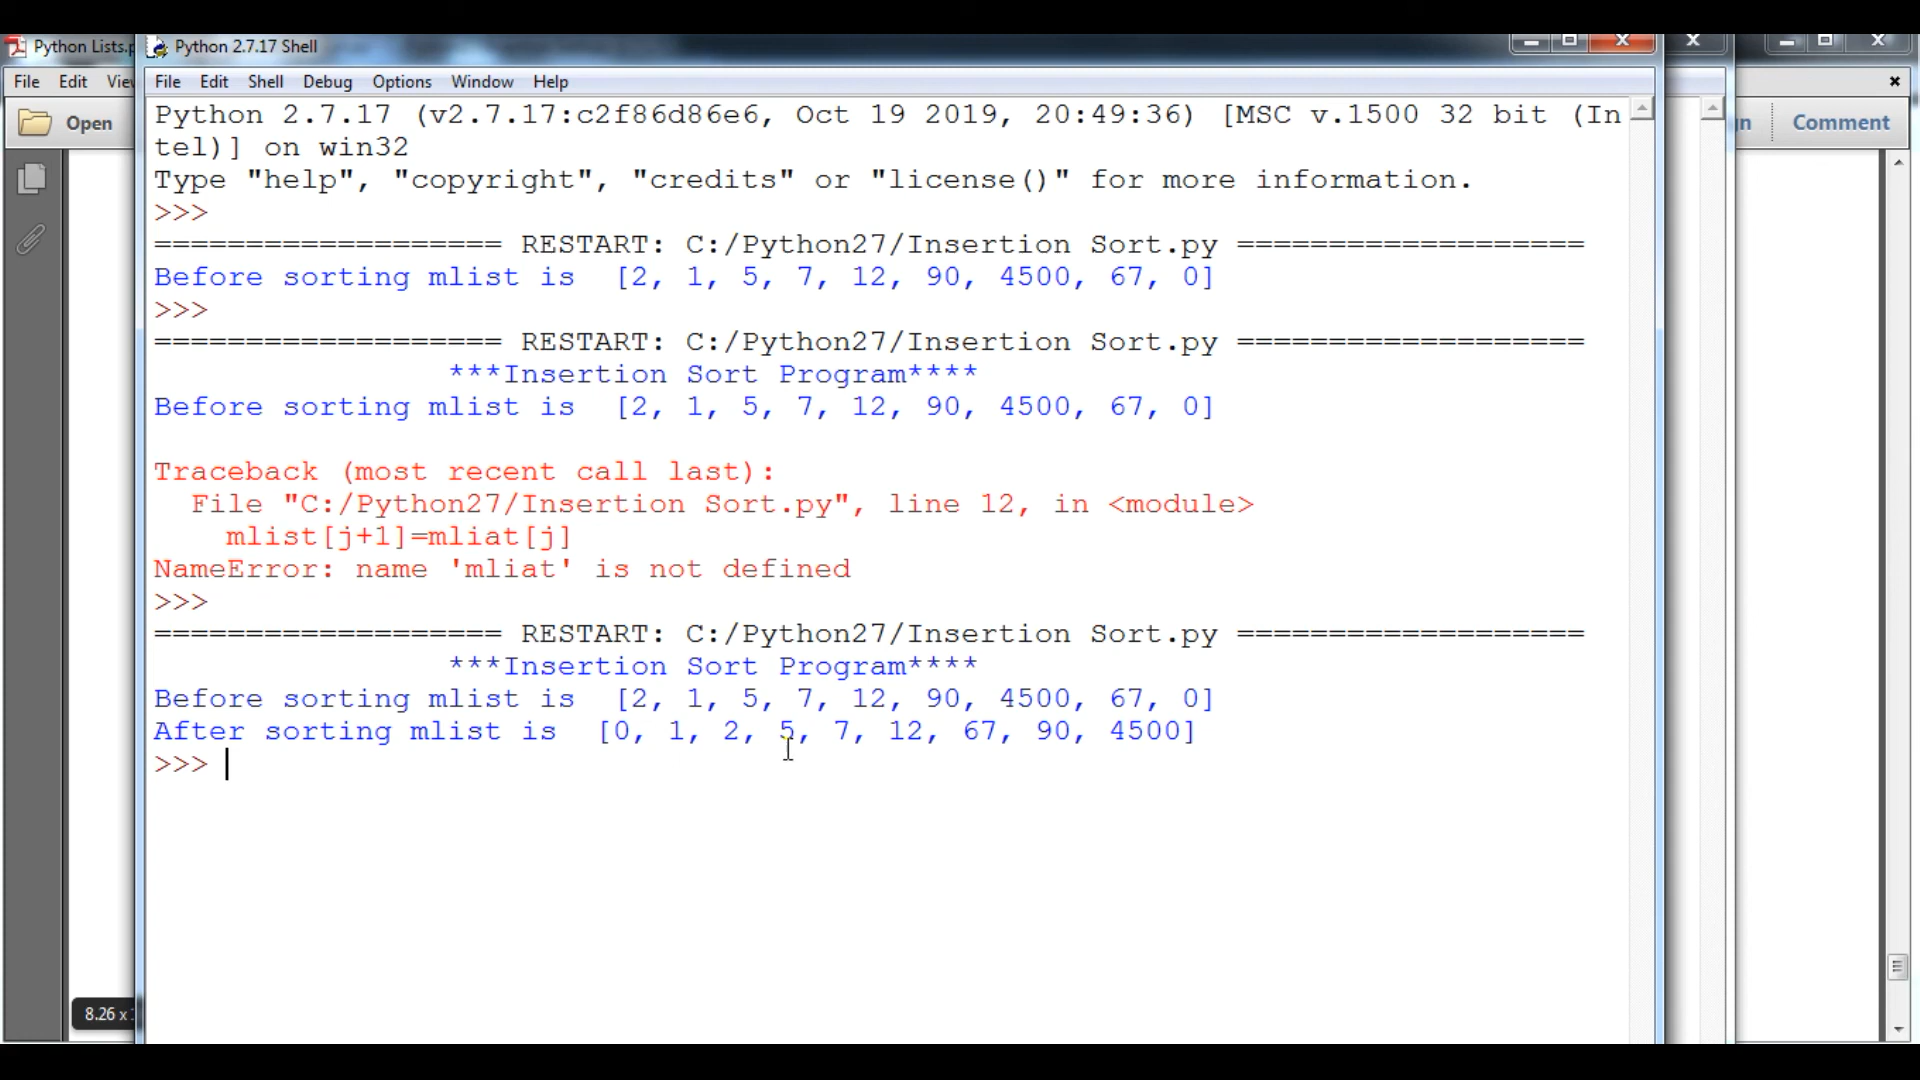 Python Lists.p
Python 2.7.17 Shell
File Edit View
File Edit Shell Debug Options Window Help
Open
Comment
Python 2.7.17 (v2.7.17:c2f86d86e6, Oct 19 2019, 20:49:36) [MSC v.1500 32 bit (In
tel)] on win32
Type "help", "copyright", "credits" or "license()" for more information.
>>>
=================== RESTART: C:/Python27/Insertion Sort.py ===================
Before sorting mlist is  [2, 1, 5, 7, 12, 90, 4500, 67, 0]
>>>
=================== RESTART: C:/Python27/Insertion Sort.py ===================
***Insertion Sort Program****
Before sorting mlist is  [2, 1, 5, 7, 12, 90, 4500, 67, 0]
Traceback (most recent call last):
File "C:/Python27/Insertion Sort.py", line 12, in <module>
mlist[j+1]=mliat[j]
NameError: name 'mliat' is not defined
>>>
=================== RESTART: C:/Python27/Insertion Sort.py ===================
***Insertion Sort Program****
Before sorting mlist is  [2, 1, 5, 7, 12, 90, 4500, 67, 0]
After sorting mlist is  [0, 1, 2, 5, 7, 12, 67, 90, 4500]
>>>
8.26 x